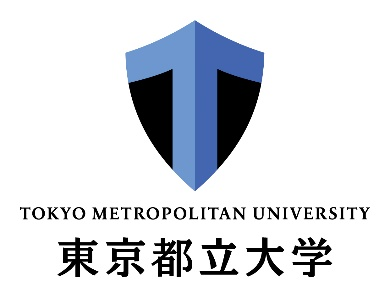 TOKYO METROPOLITAN UNIVERSITY
東京都立大学